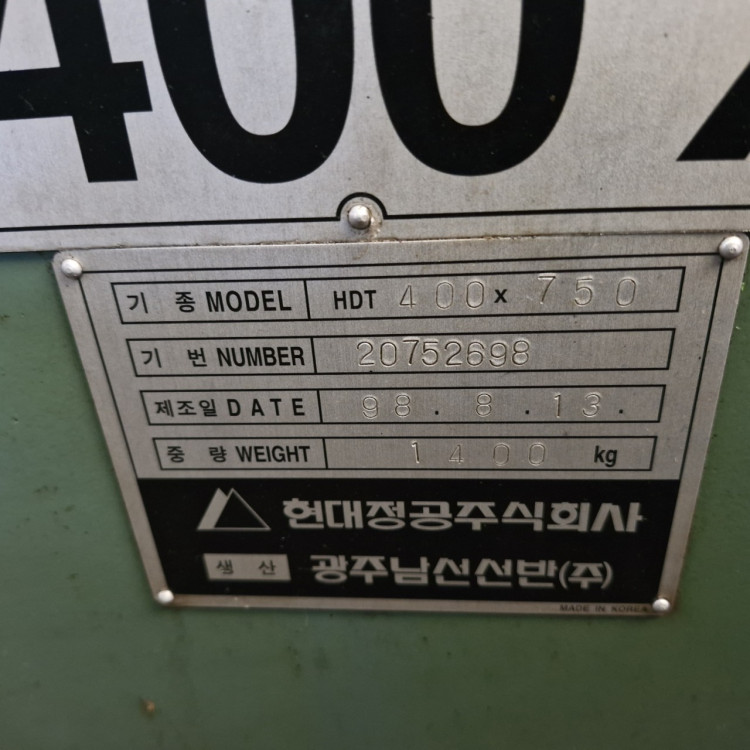 400
기 종 MODEL HDT 400 x 750
기 번 NUMBER 20752698
제조일 DATE 98.8.13.
중 량 WEIGHT 1400 kg
현대정공주식회사
생 산 광주남선선반(주)
MADE IN KOREA